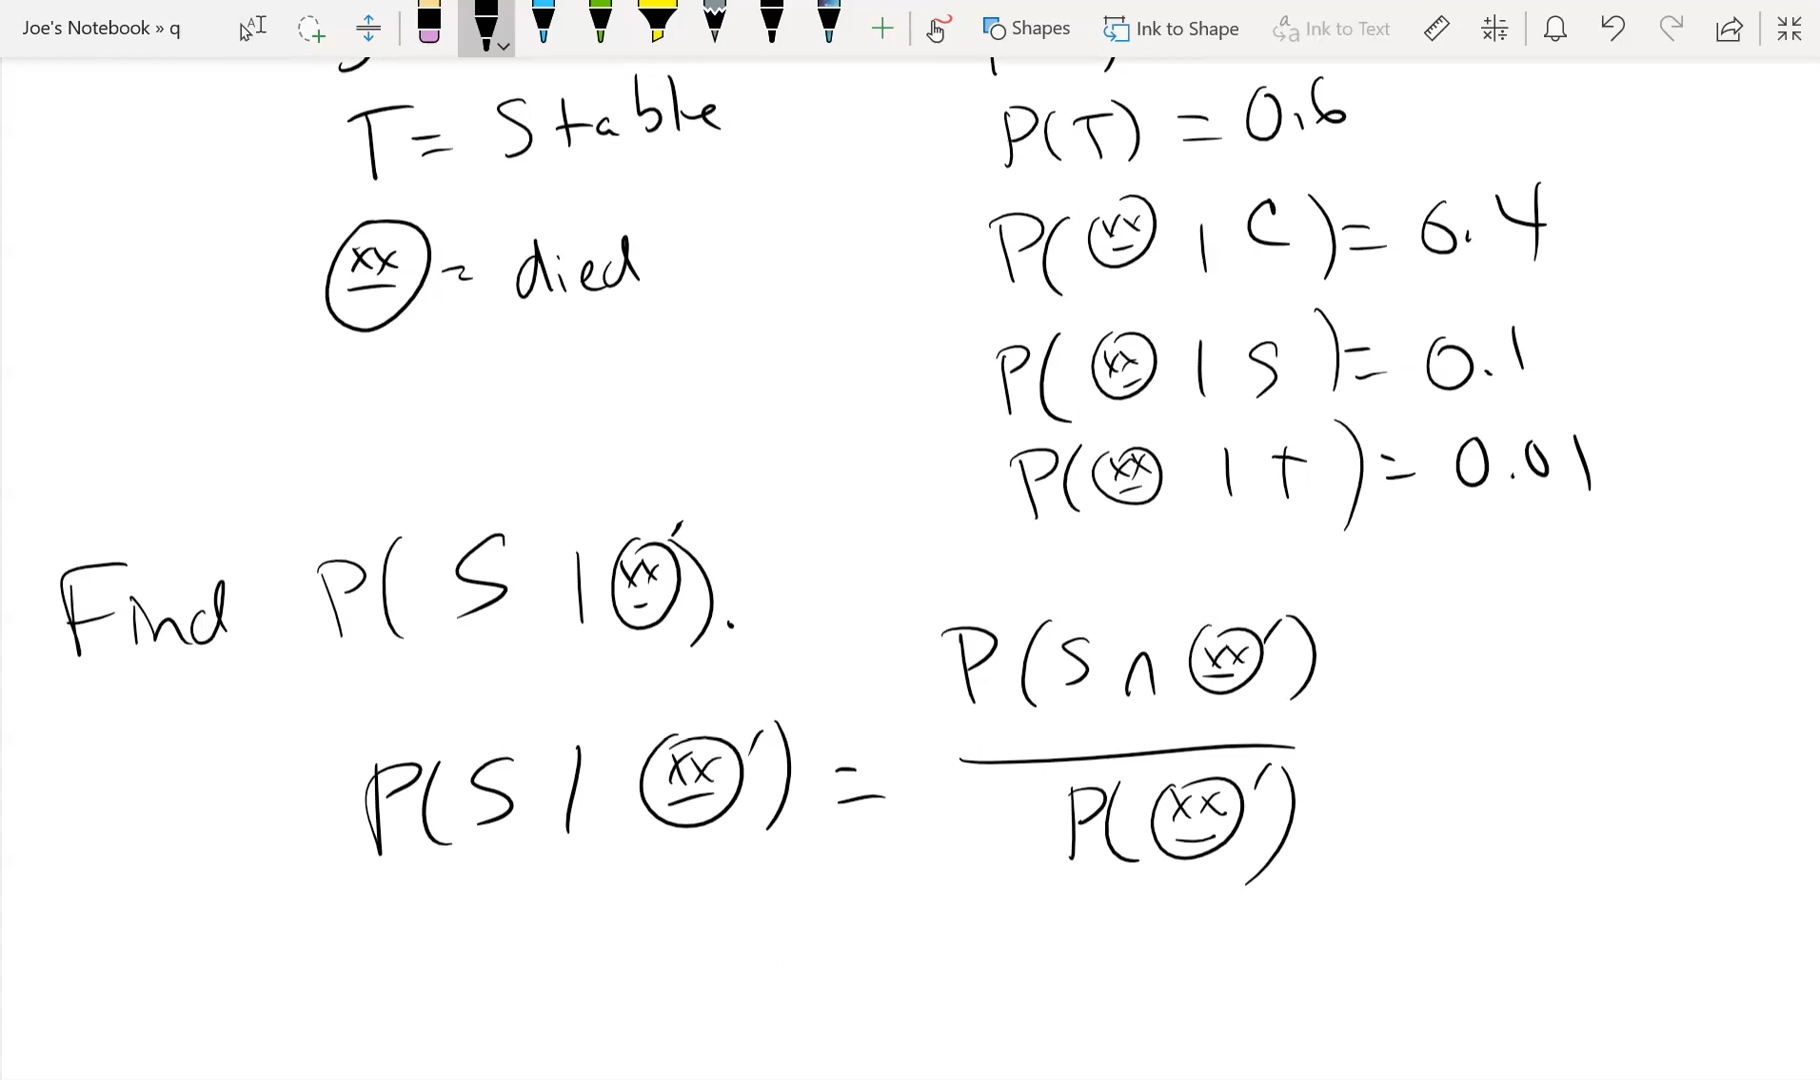 Joe's Notebook » q
Shapes
Ink to Shape
Ink to Text
T = Stable
P(T) = 0.6
P( xx | C ) = 0.4
xx = died
P( xx | S ) = 0.1
P( xx | T ) = 0.01
Find P( S | xx' ).
P( S | xx' ) = P( S ∩ xx' )
P( xx' )